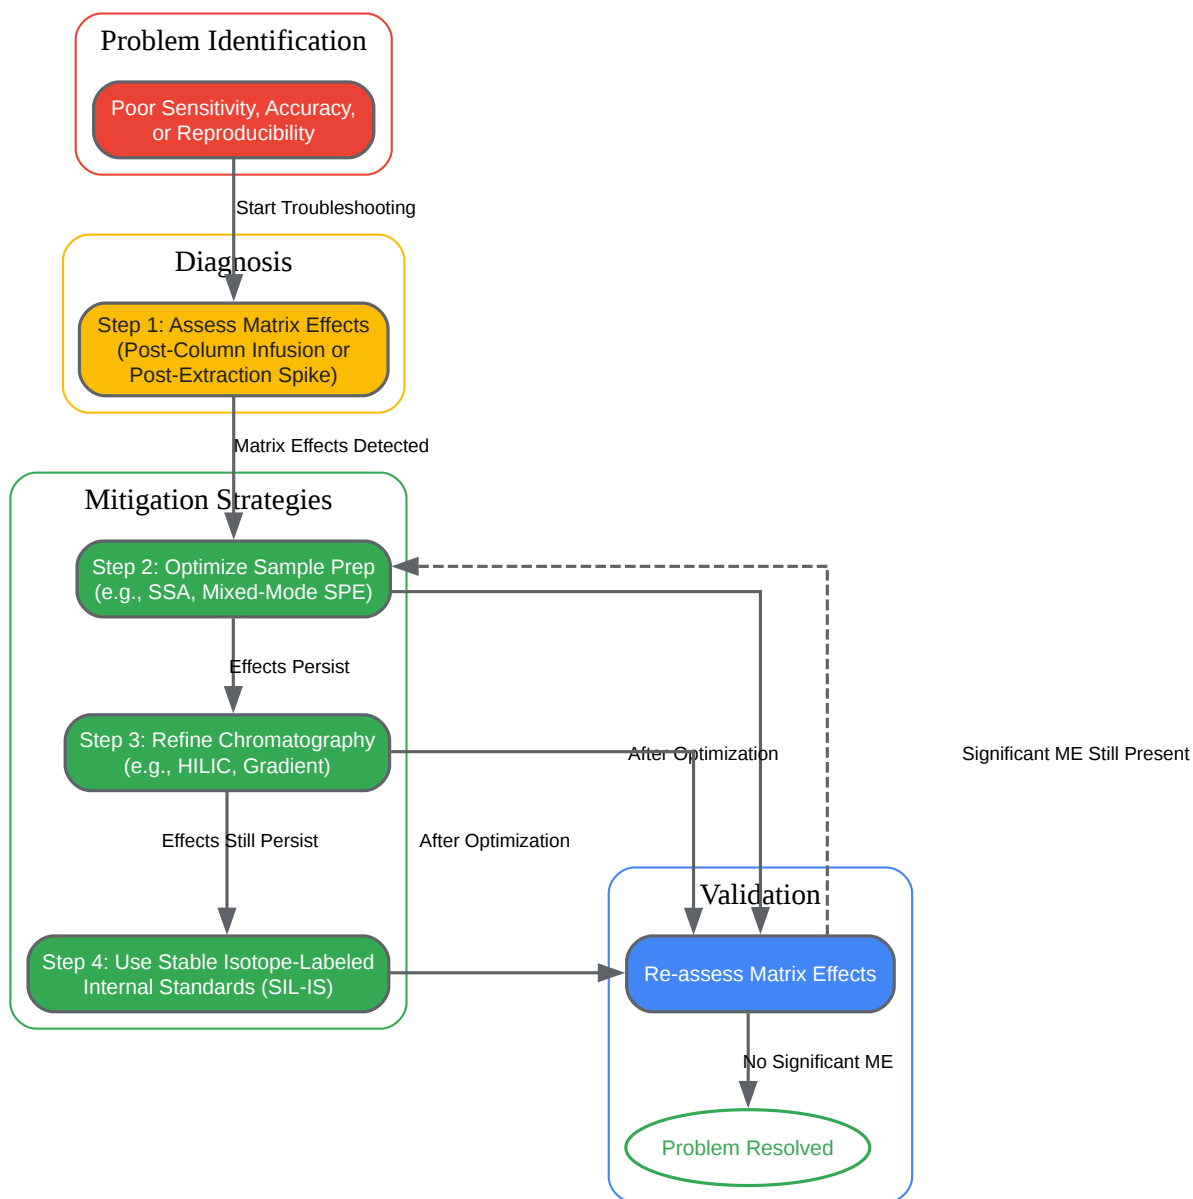 Problem Identification
Poor Sensitivity, Accuracy,
or Reproducibility
Start Troubleshooting
Diagnosis
Step 1: Assess Matrix Effects
(Post-Column Infusion or
Post-Extraction Spike)
Matrix Effects Detected
Mitigation Strategies
Step 2: Optimize Sample Prep
(e.g., SSA, Mixed-Mode SPE)
Effects Persist
Step 3: Refine Chromatography
(e.g., HILIC, Gradient)
After Optimization
Significant ME Still Present
Effects Still Persist
After Optimization
Validation
Step 4: Use Stable Isotope-Labeled
Internal Standards (SIL-IS)
Re-assess Matrix Effects
No Significant ME
Problem Resolved